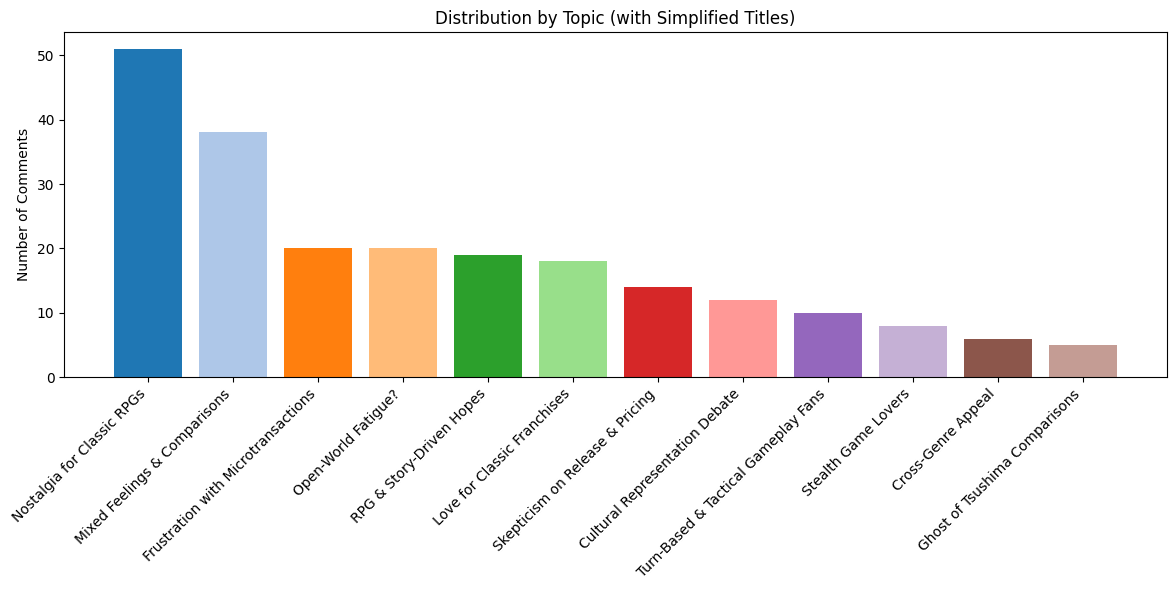 Distribution by Topic (with Simplified Titles)
Number of Comments
50
40
30
20
10
0
Nostalgia for Classic RPGs
Mixed Feelings & Comparisons
Frustration with Microtransactions
Open-World Fatigue?
RPG & Story-Driven Hopes
Love for Classic Franchises
Skepticism on Release & Pricing
Cultural Representation Debate
Turn-Based & Tactical Gameplay Fans
Stealth Game Lovers
Cross-Genre Appeal
Ghost of Tsushima Comparisons